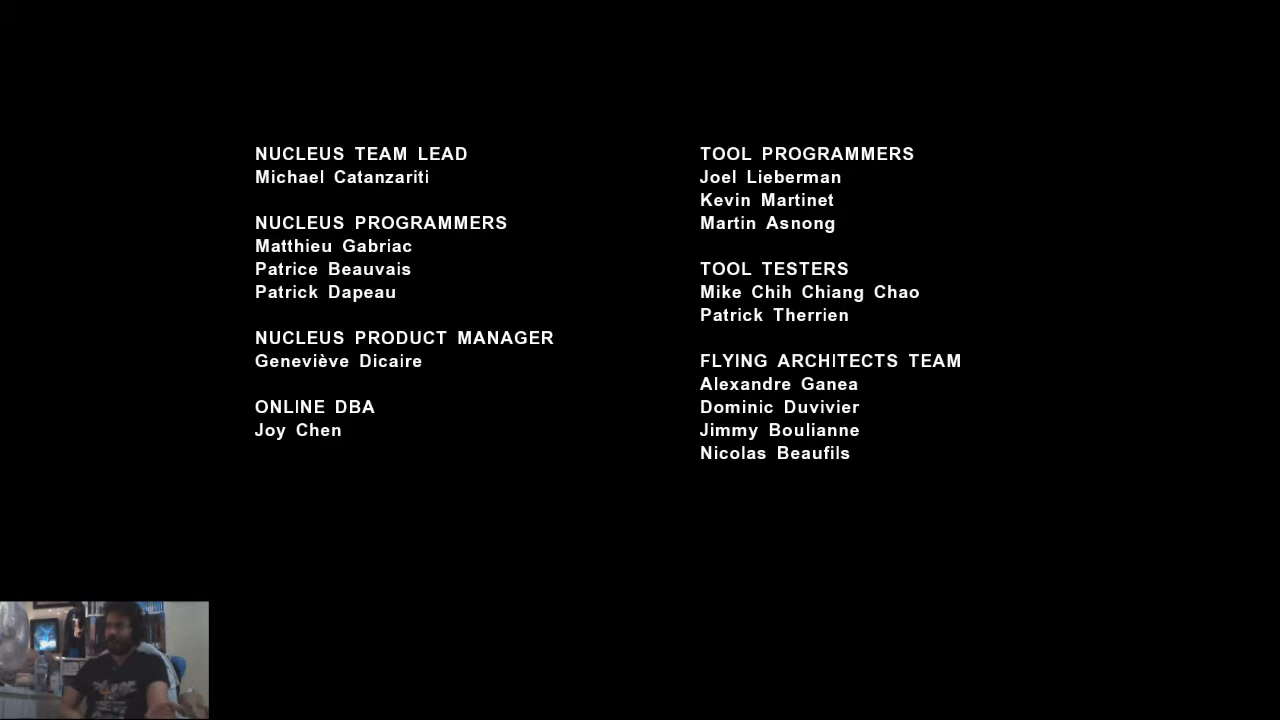 NUCLEUS TEAM LEAD
Michael Catanzariti
NUCLEUS PROGRAMMERS
Matthieu Gabriac
Patrice Beauvais
Patrick Dapeau
NUCLEUS PRODUCT MANAGER
Geneviève Dicaire
ONLINE DBA
Joy Chen
TOOL PROGRAMMERS
Joel Lieberman
Kevin Martinet
Martin Asnong
TOOL TESTERS
Mike Chih Chiang Chao
Patrick Therrien
FLYING ARCHITECTS TEAM
Alexandre Ganea
Dominic Duvivier
Jimmy Boulianne
Nicolas Beaufils